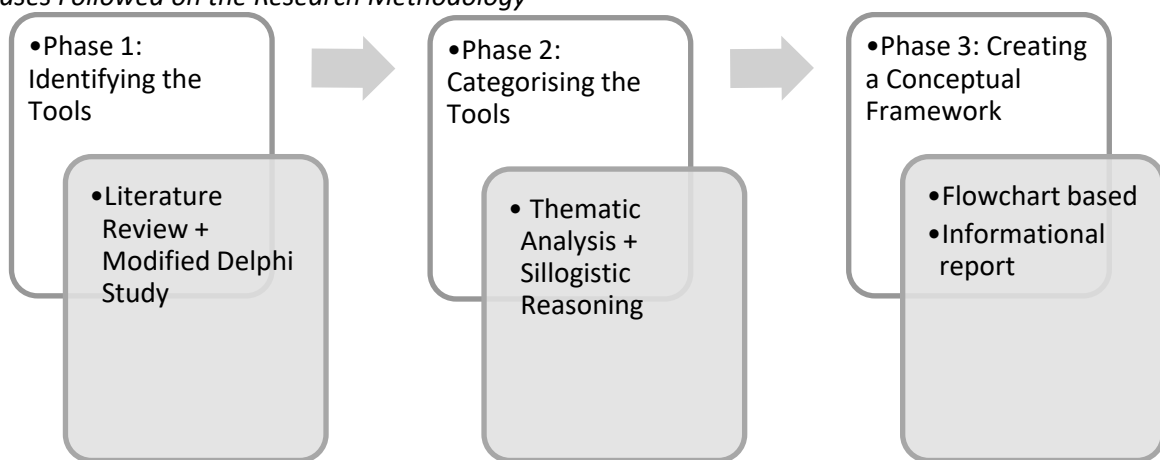 ases Followed on the Research Methodology
•Phase 1:
Identifying the
Tools
•Literature
Review +
Modified Delphi
Study
•Phase 2:
Categorising the
Tools
• Thematic
Analysis +
Sillogistic
Reasoning
•Phase 3: Creating
a Conceptual
Framework
•Flowchart based
•Informational
report